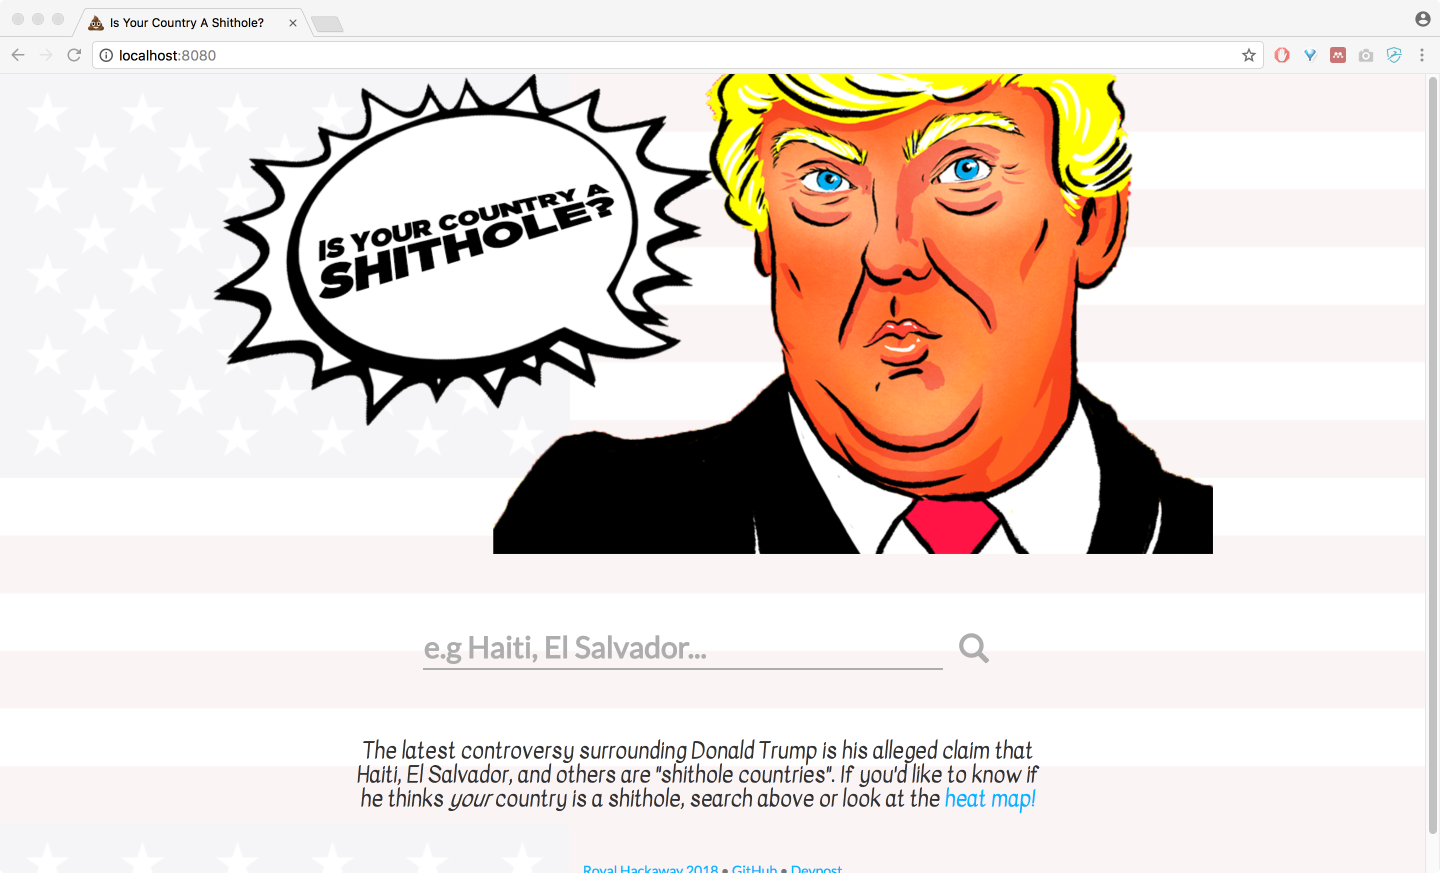 Is Your Country A Shithole?
localhost:8080
IS YOUR COUNTRY A
SHITHOLE?
e.g Haiti, El Salvador...
The latest controversy surrounding Donald Trump is his alleged claim that
Haiti, El Salvador, and others are "shithole countries". If you'd like to know if
he thinks your country is a shithole, search above or look at the heat map!
Royal Hackaway 2018 • GitHub • Devpost